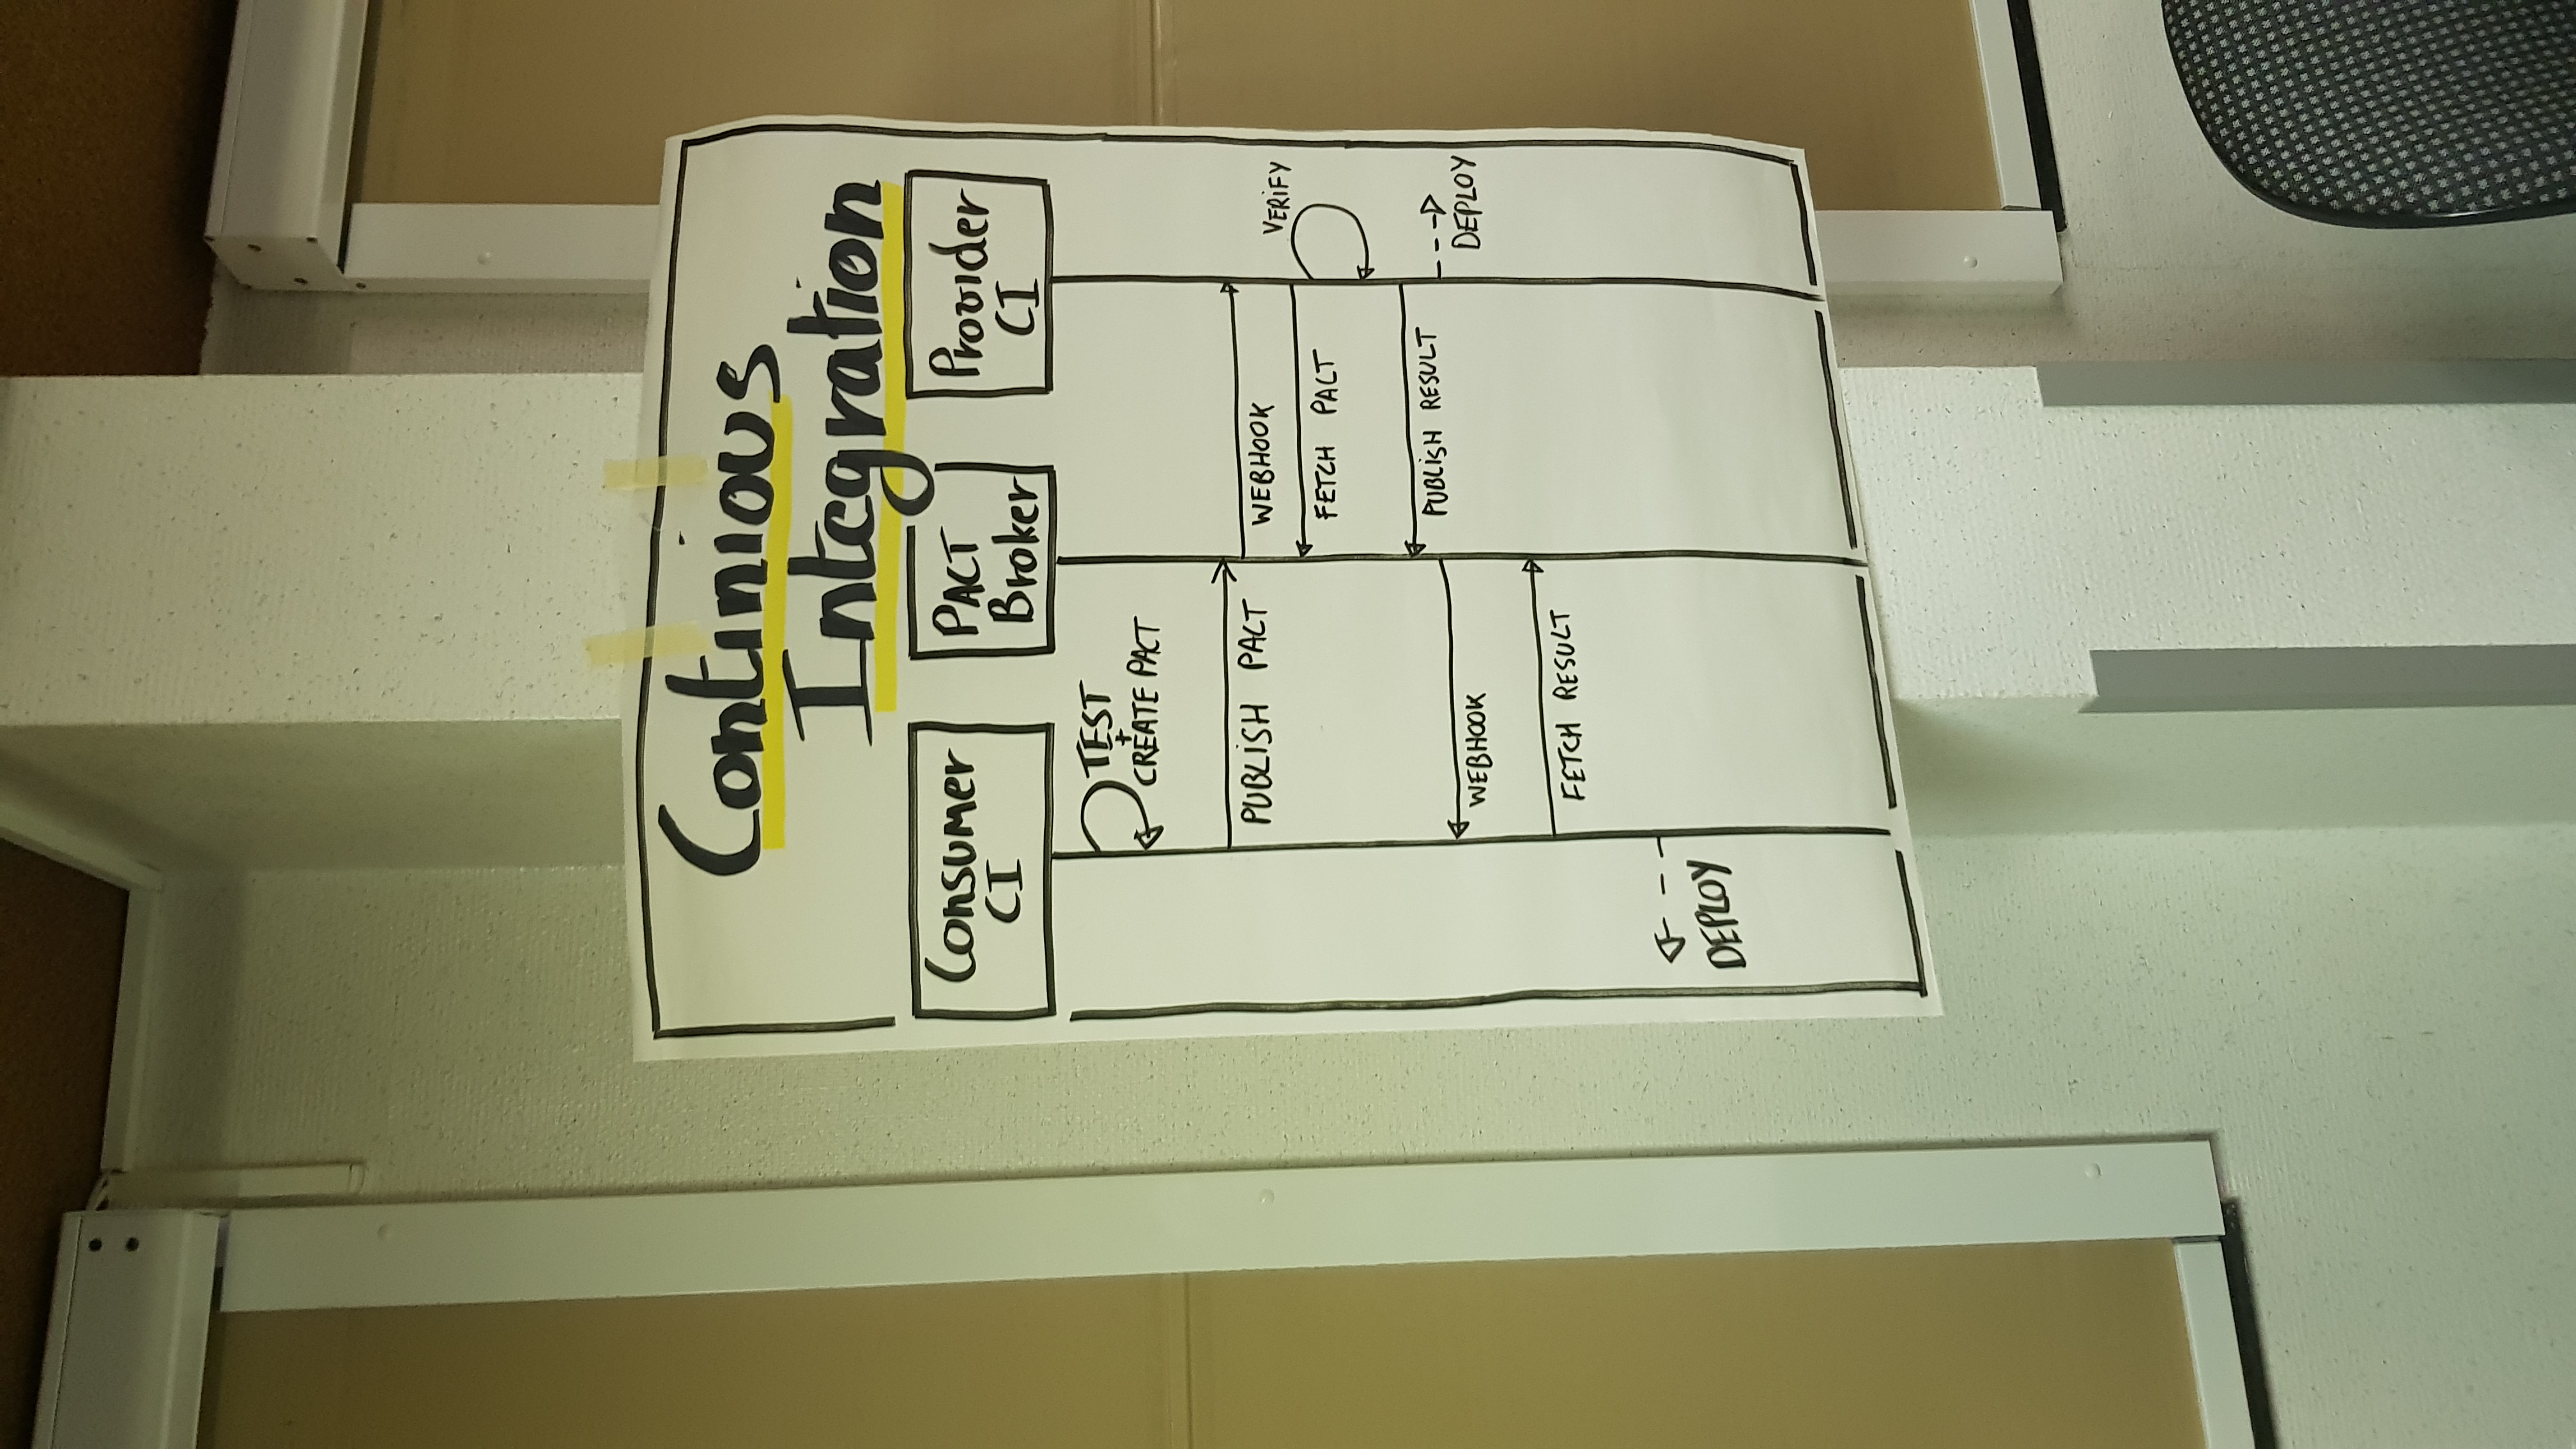 Continious
Integration
Consumer
CI
PACT
Broker
Provider
CI
TEST
+
CREATE PACT
PUBLISH PACT
WEBHOOK
VERIFY
FETCH PACT
PUBLISH RESULT
DEPLOY
WEBHOOK
FETCH RESULT
DEPLOY